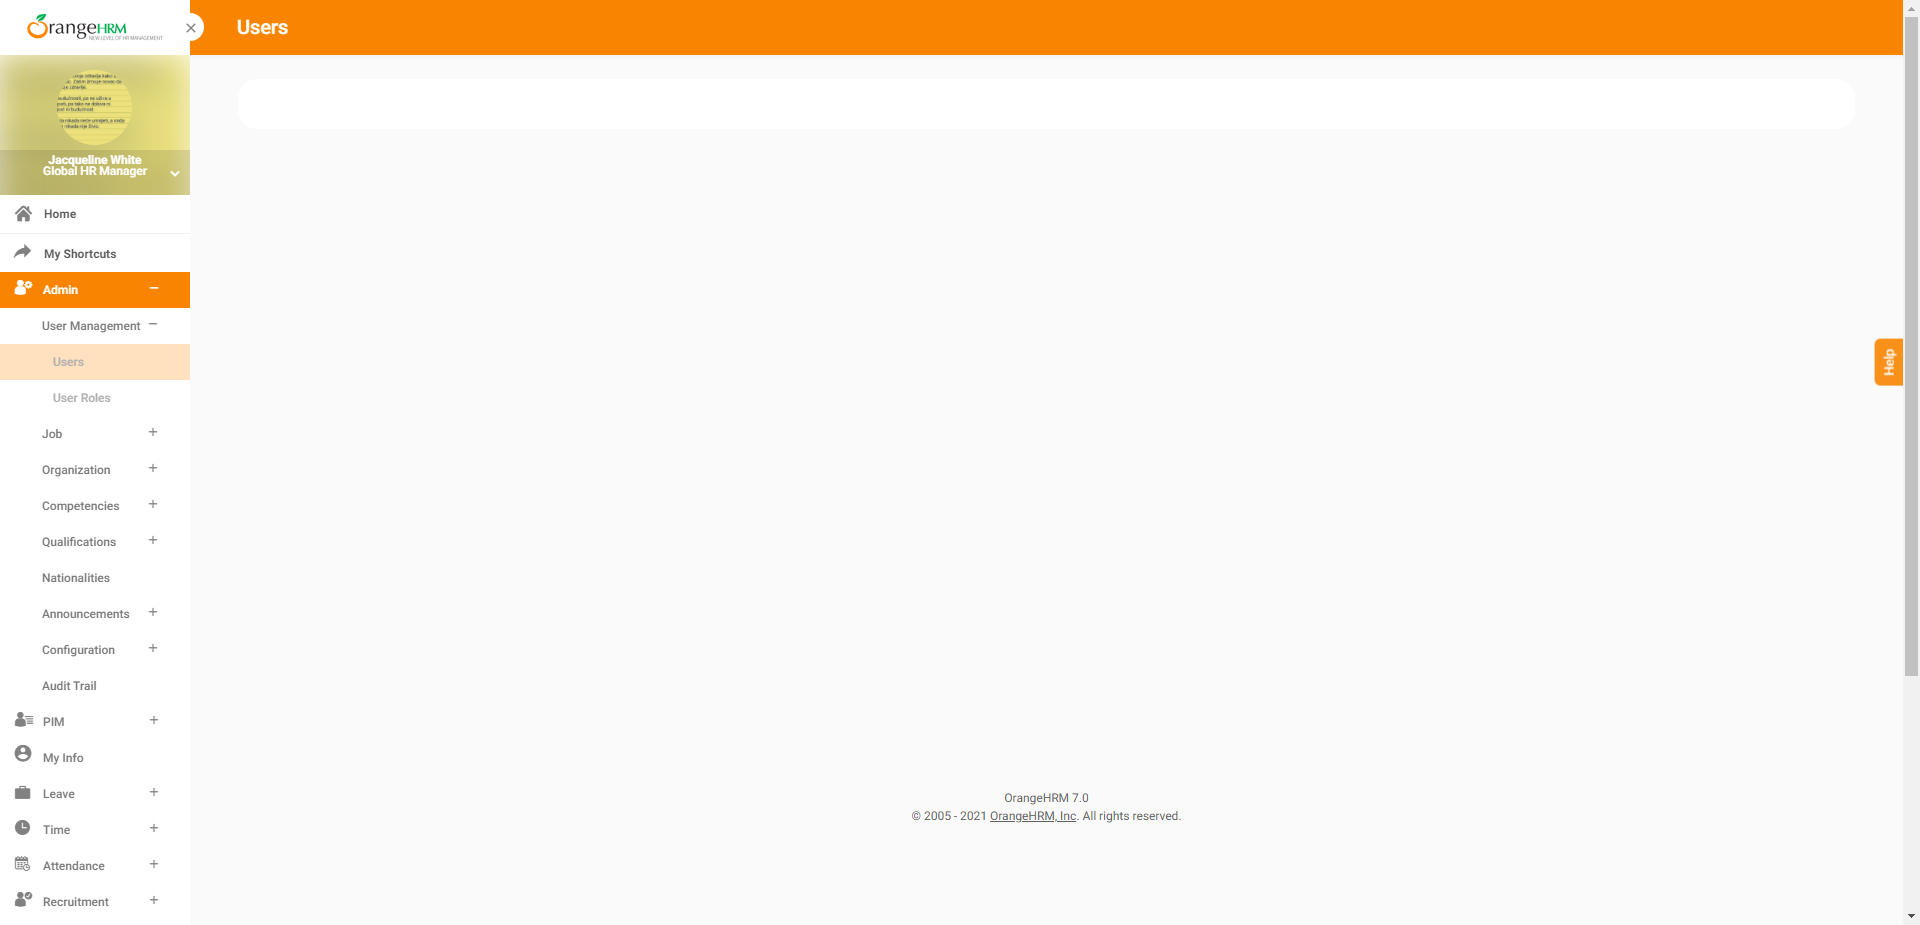 OrangeHRM
NEW LEVEL OF HR MANAGEMENT
Users
Jacqueline White
Global HR Manager
Home
My Shortcuts
Admin
User Management
Users
User Roles
Job
Organization
Competencies
Qualifications
Nationalities
Announcements
Configuration
Audit Trail
PIM
My Info
Leave
Time
Attendance
Recruitment
Help
OrangeHRM 7.0
© 2005 - 2021 OrangeHRM, Inc. All rights reserved.